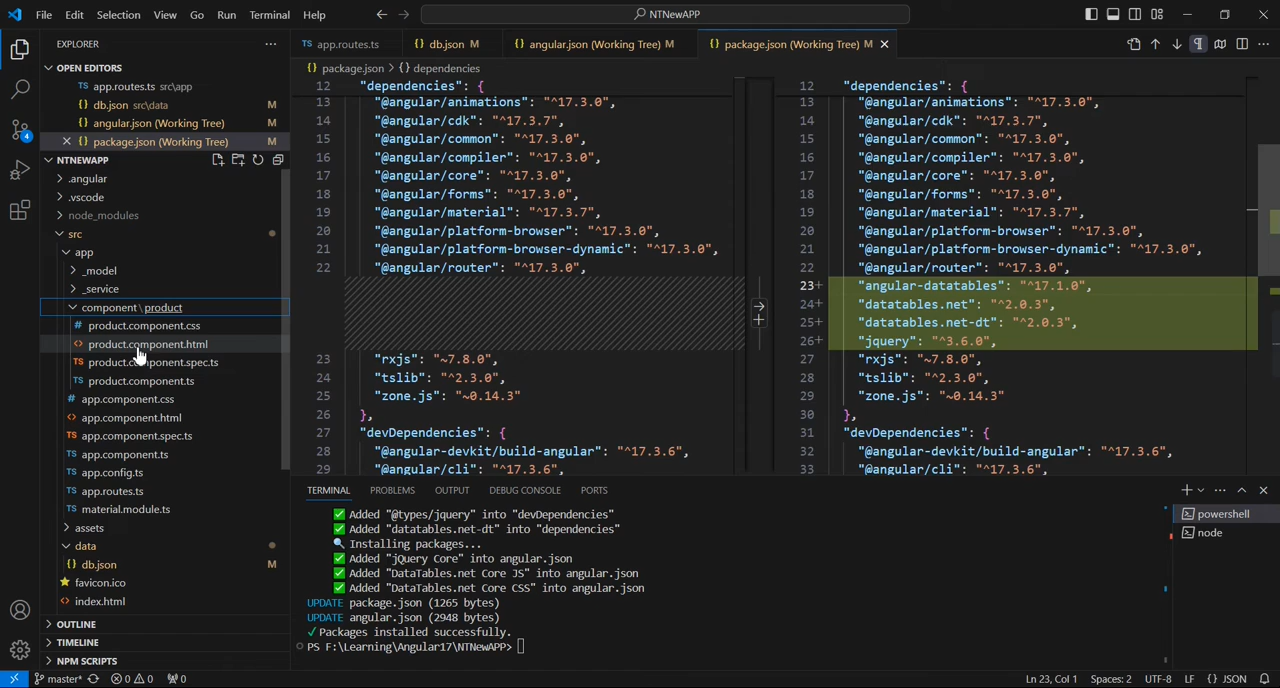 File Edit Selection View Go Run Terminal Help
NTNewAPP
EXPLORER
OPEN EDITORS
TS app.routes.ts src\app
{} db.json src\data M
{} angular.json (Working Tree) M
{} package.json (Working Tree) M
NTNEWAPP
.angular
.vscode
node_modules
src
app
_model
_service
component \ product
# product.component.css
<> product.component.html
TS product.component.spec.ts
TS product.component.ts
# app.component.css
<> app.component.html
TS app.component.spec.ts
TS app.component.ts
TS app.config.ts
TS app.routes.ts
TS material.module.ts
assets
data
{} db.json M
favicon.ico
<> index.html
OUTLINE
TIMELINE
NPM SCRIPTS
4
TS app.routes.ts {} db.json M {} angular.json (Working Tree) M {} package.json (Working Tree) M
{} package.json > {} dependencies
12 "dependencies": {
13 "@angular/animations": "^17.3.0",
14 "@angular/cdk": "^17.3.7",
15 "@angular/common": "^17.3.0",
16 "@angular/compiler": "^17.3.0",
17 "@angular/core": "^17.3.0",
18 "@angular/forms": "^17.3.0",
19 "@angular/material": "^17.3.7",
20 "@angular/platform-browser": "^17.3.0",
21 "@angular/platform-browser-dynamic": "^17.3.0",
22 "@angular/router": "^17.3.0",
23 "rxjs": "~7.8.0",
24 "tslib": "^2.3.0",
25 "zone.js": "~0.14.3"
26 },
27 "devDependencies": {
28 "@angular-devkit/build-angular": "^17.3.6",
29 "@angular/cli": "^17.3.6",
12 "dependencies": {
13 "@angular/animations": "^17.3.0",
14 "@angular/cdk": "^17.3.7",
15 "@angular/common": "^17.3.0",
16 "@angular/compiler": "^17.3.0",
17 "@angular/core": "^17.3.0",
18 "@angular/forms": "^17.3.0",
19 "@angular/material": "^17.3.7",
20 "@angular/platform-browser": "^17.3.0",
21 "@angular/platform-browser-dynamic": "^17.3.0",
22 "@angular/router": "^17.3.0",
23+ "angular-datatables": "^17.1.0",
24+ "datatables.net": "^2.0.3",
25+ "datatables.net-dt": "^2.0.3",
26+ "jquery": "^3.6.0",
27 "rxjs": "~7.8.0",
28 "tslib": "^2.3.0",
29 "zone.js": "~0.14.3"
30 },
31 "devDependencies": {
32 "@angular-devkit/build-angular": "^17.3.6",
33 "@angular/cli": "^17.3.6",
TERMINAL PROBLEMS OUTPUT DEBUG CONSOLE PORTS
✅ Added "@types/jquery" into "devDependencies"
✅ Added "datatables.net-dt" into "dependencies"
🔍 Installing packages...
✅ Added "jQuery Core" into angular.json
✅ Added "DataTables.net Core JS" into angular.json
✅ Added "DataTables.net Core CSS" into angular.json
UPDATE package.json (1265 bytes)
UPDATE angular.json (2948 bytes)
✓ Packages installed successfully.
PS F:\Learning\Angular17\NTNewAPP>
powershell
node
master* 0 0 0 Ln 23, Col 1 Spaces: 2 UTF-8 LF {} JSON